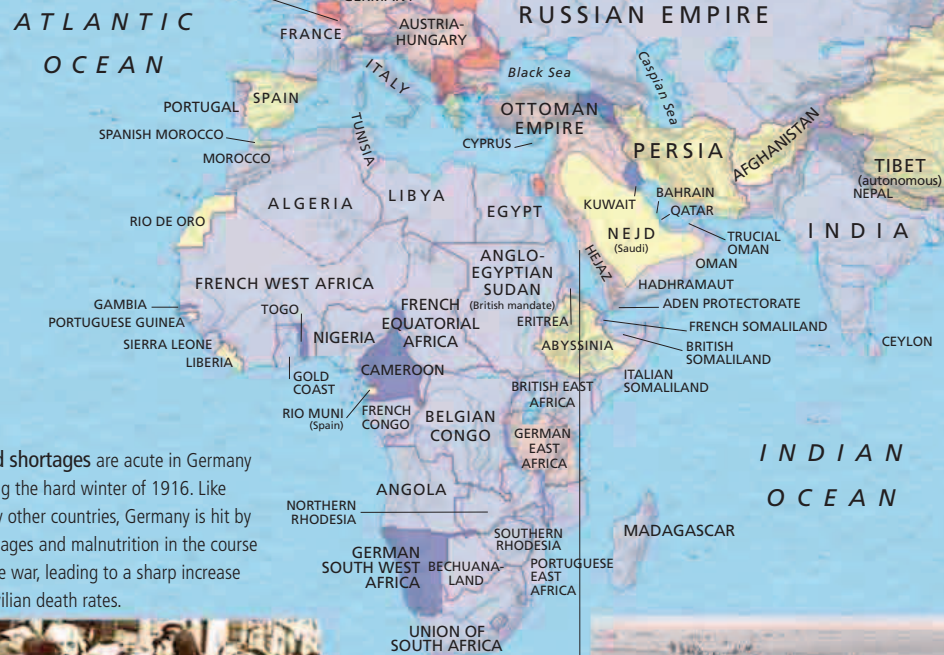 ATLANTIC
OCEAN
RUSSIAN EMPIRE
FRANCE
AUSTRIA-
HUNGARY
ITALY
Black Sea
Caspian Sea
PORTUGAL
SPAIN
OTTOMAN
EMPIRE
SPANISH MOROCCO
MOROCCO
TUNISIA
CYPRUS
PERSIA
AFGHANISTAN
TIBET
(autonomous)
NEPAL
ALGERIA
LIBYA
EGYPT
KUWAIT
BAHRAIN
QATAR
RIO DE ORO
NEJD
(Saudi)
TRUCIAL
OMAN
OMAN
INDIA
HEJAZ
ANGLO-
EGYPTIAN
SUDAN
(British mandate)
HADHRAMAUT
ADEN PROTECTORATE
FRENCH WEST AFRICA
GAMBIA
PORTUGUESE GUINEA
TOGO
FRENCH
EQUATORIAL
AFRICA
ERITREA
FRENCH SOMALILAND
SIERRA LEONE
LIBERIA
NIGERIA
ABYSSINIA
BRITISH
SOMALILAND
CEYLON
GOLD
COAST
CAMEROON
ITALIAN
SOMALILAND
RIO MUNI
(Spain)
FRENCH
CONGO
BELGIAN
CONGO
BRITISH EAST
AFRICA
GERMAN
EAST
AFRICA
INDIAN
OCEAN
shortages are acute in Germany
the hard winter of 1916. Like
other countries, Germany is hit by
and malnutrition in the course
war, leading to a sharp increase
death rates.
ANGOLA
NORTHERN
RHODESIA
MADAGASCAR
SOUTHERN
RHODESIA
GERMAN
SOUTH WEST
AFRICA
BECHUANA-
LAND
PORTUGUESE
EAST
AFRICA
UNION OF
SOUTH AFRICA